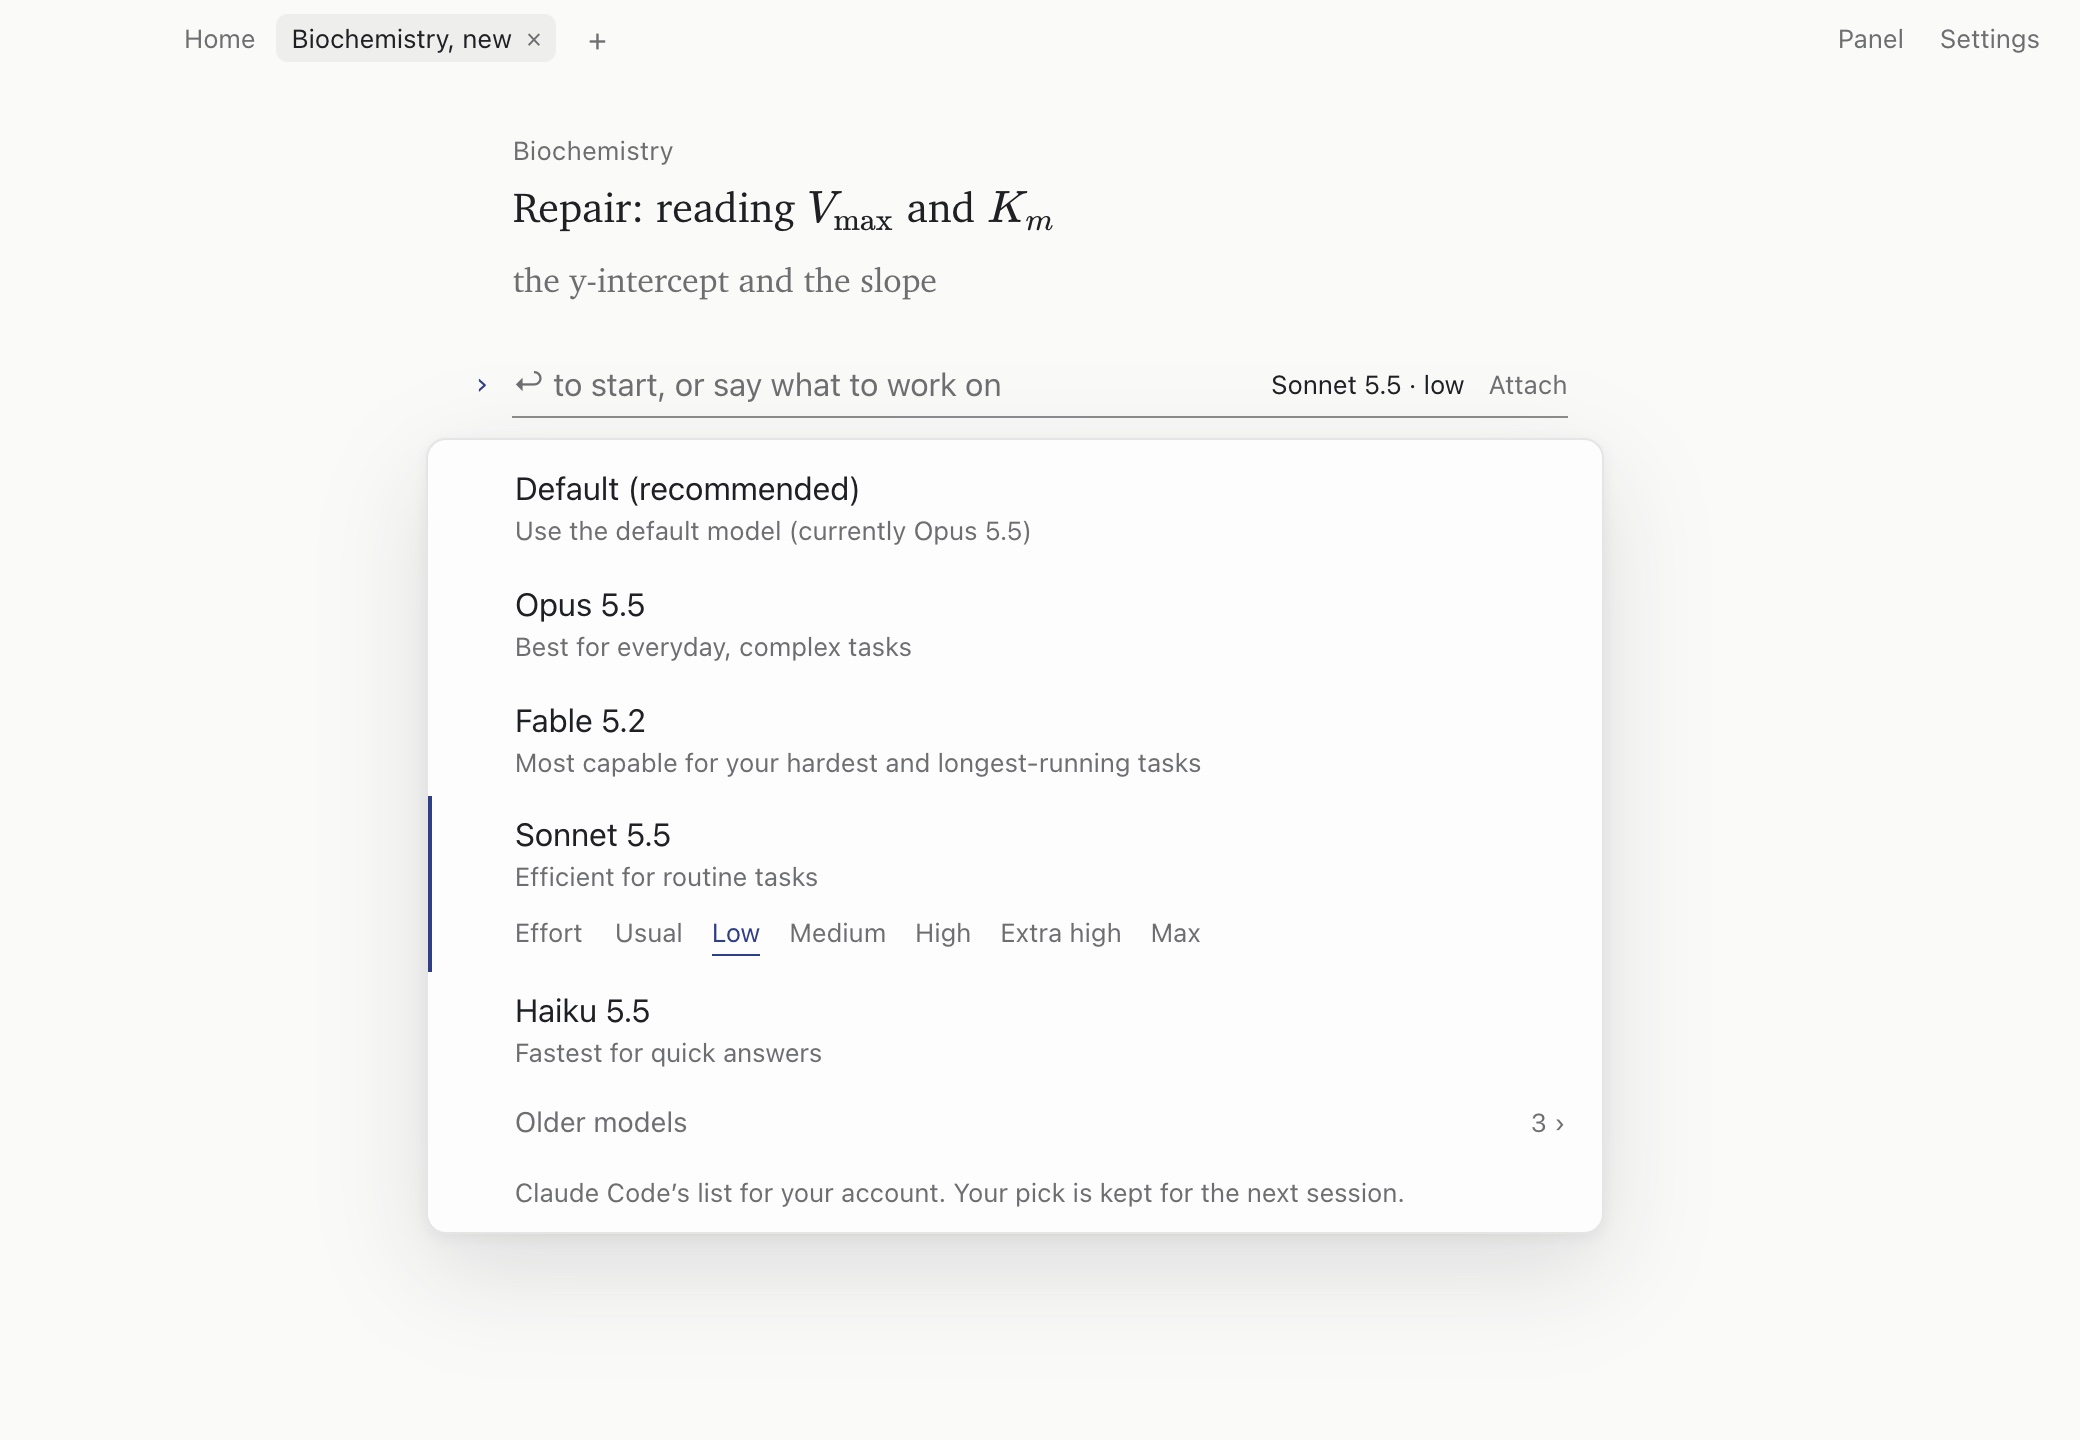 Home Biochemistry, new × + Panel Settings
Biochemistry
Repair: reading Vmax and Km
the y-intercept and the slope
› ↩ to start, or say what to work on Sonnet 5.5 · low Attach
Default (recommended)
Use the default model (currently Opus 5.5)
Opus 5.5
Best for everyday, complex tasks
Fable 5.2
Most capable for your hardest and longest-running tasks
Sonnet 5.5
Efficient for routine tasks
Effort Usual Low Medium High Extra high Max
Haiku 5.5
Fastest for quick answers
Older models 3 ›
Claude Code’s list for your account. Your pick is kept for the next session.